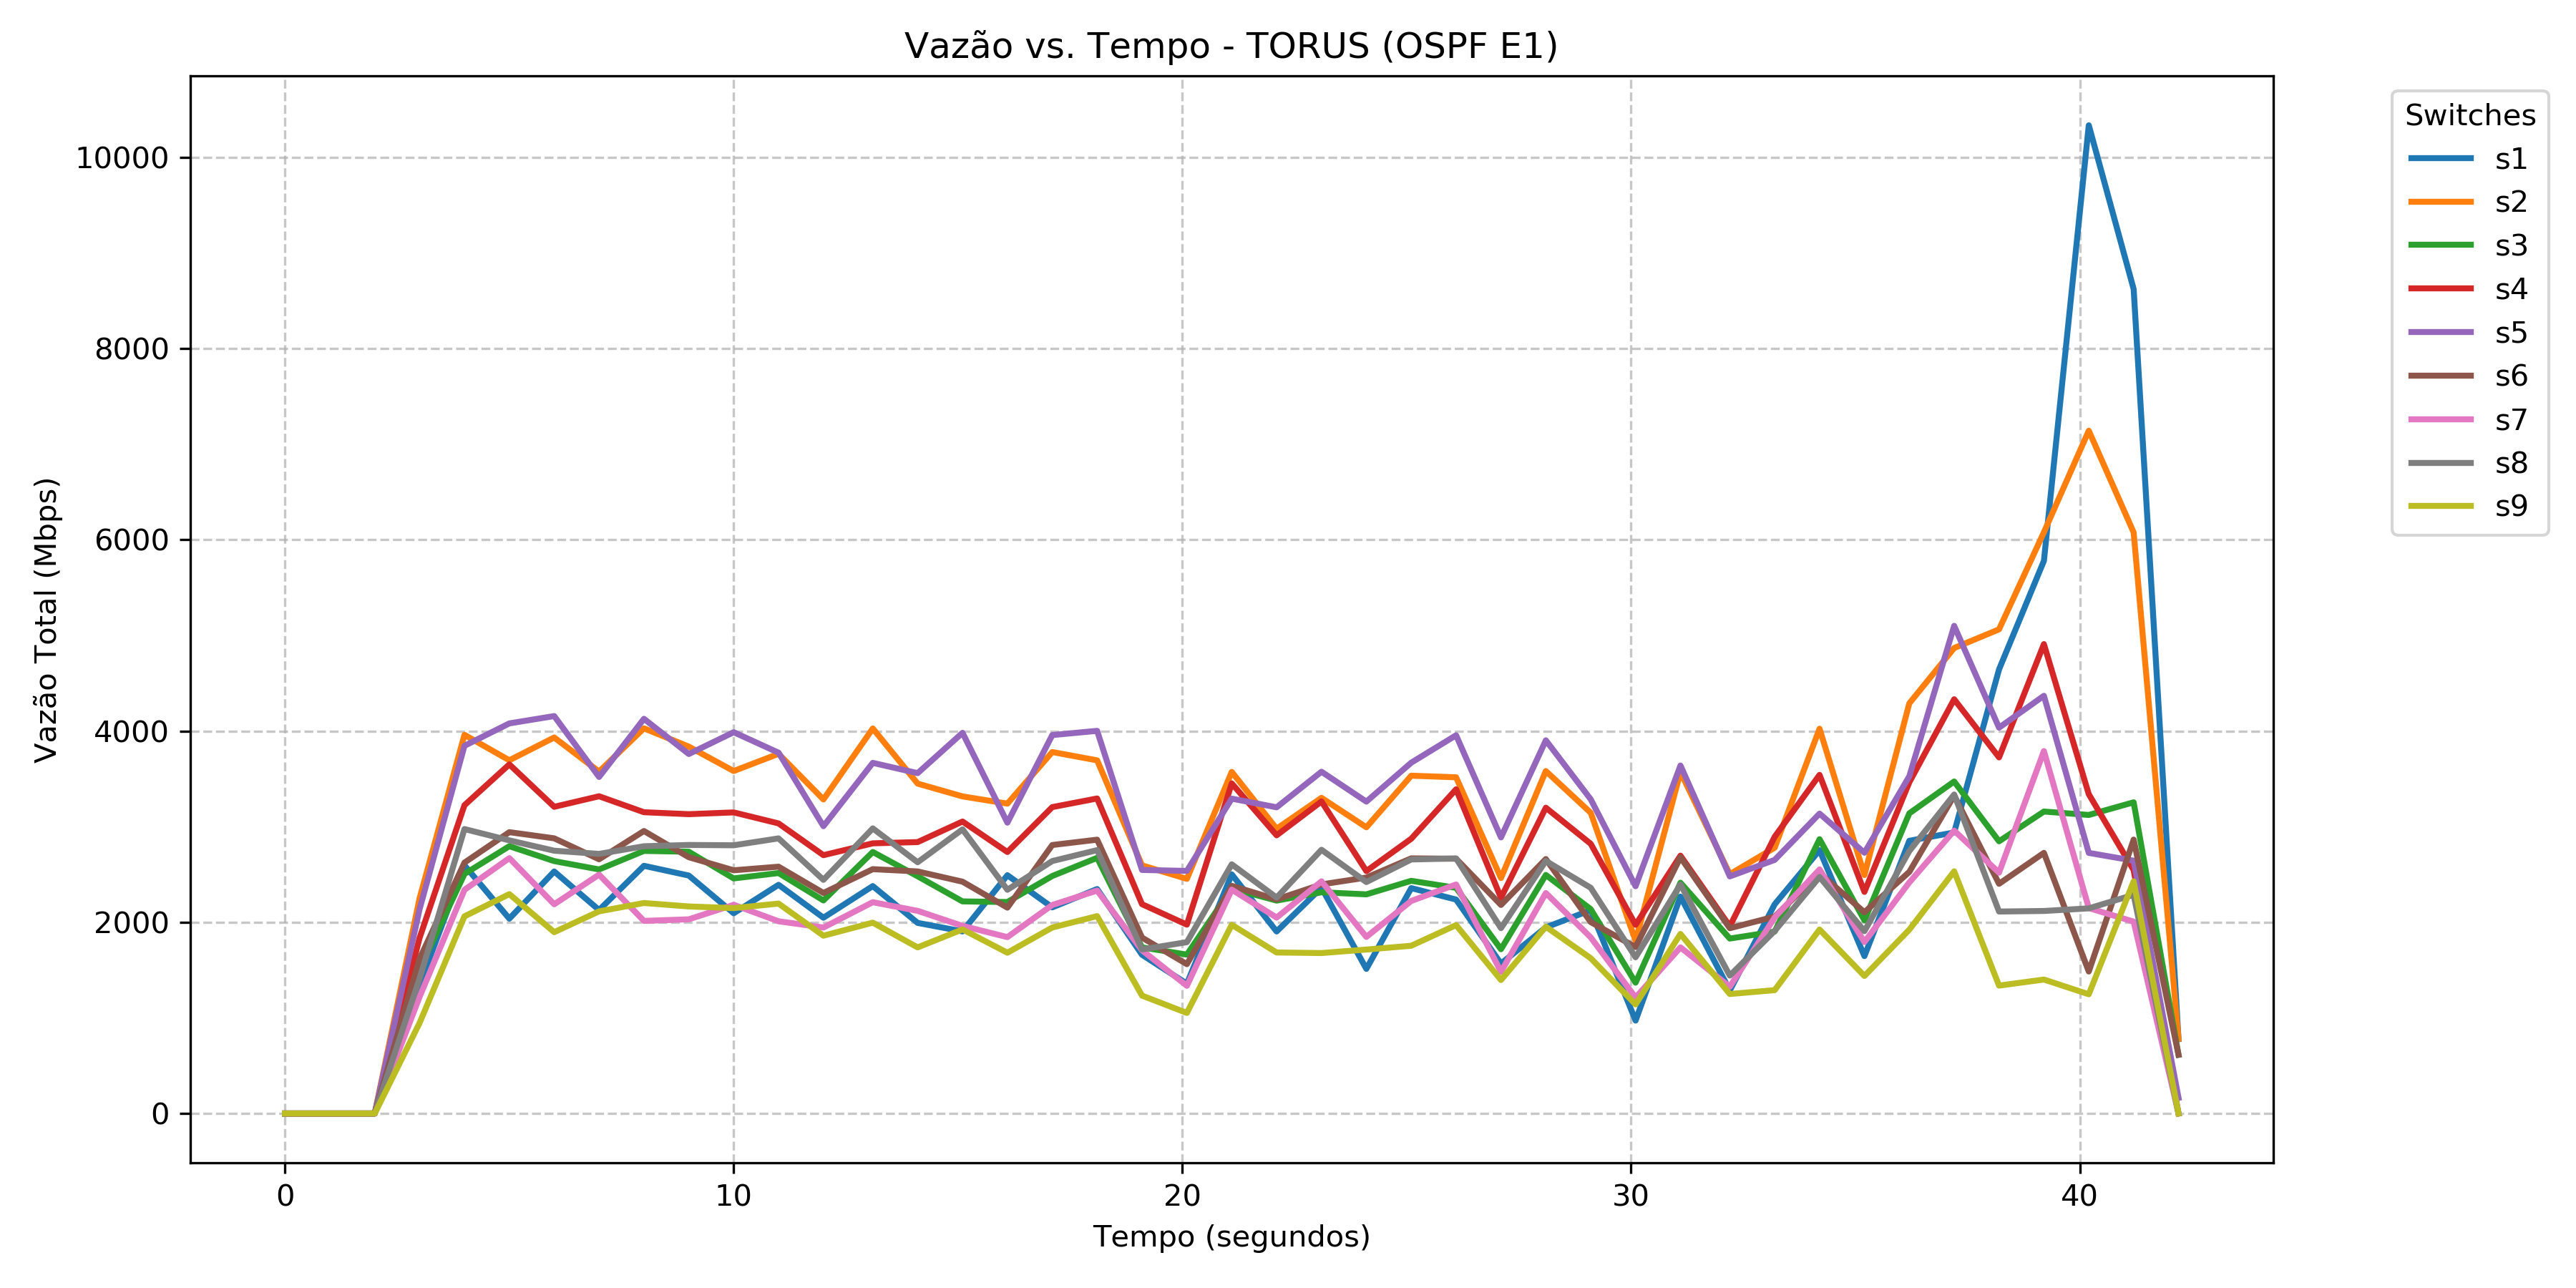 Vazão vs. Tempo - TORUS (OSPF E1)
Vazão Total (Mbps)
10000
8000
6000
4000
2000
0
0 10 20 30 40
Tempo (segundos)
Switches
s1
s2
s3
s4
s5
s6
s7
s8
s9